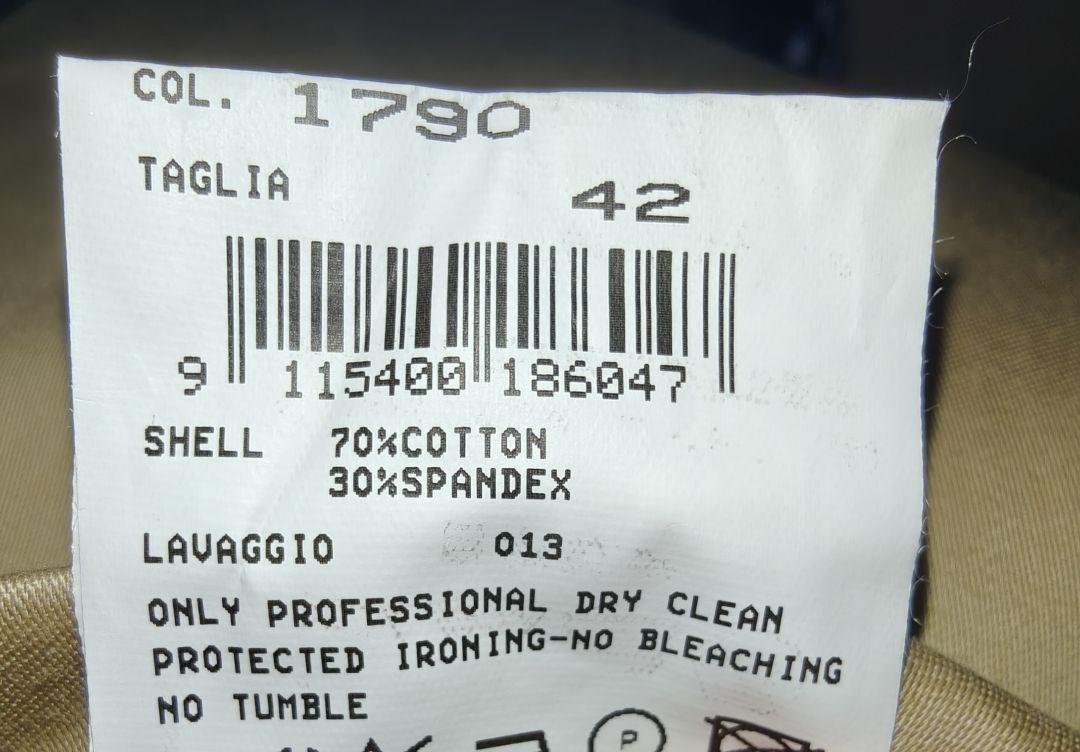 COL. 1790
TAGLIA 42
9 115400 186047
SHELL 70%COTTON
30%SPANDEX
LAVAGGIO 013
ONLY PROFESSIONAL DRY CLEAN
PROTECTED IRONING-NO BLEACHING
NO TUMBLE
P